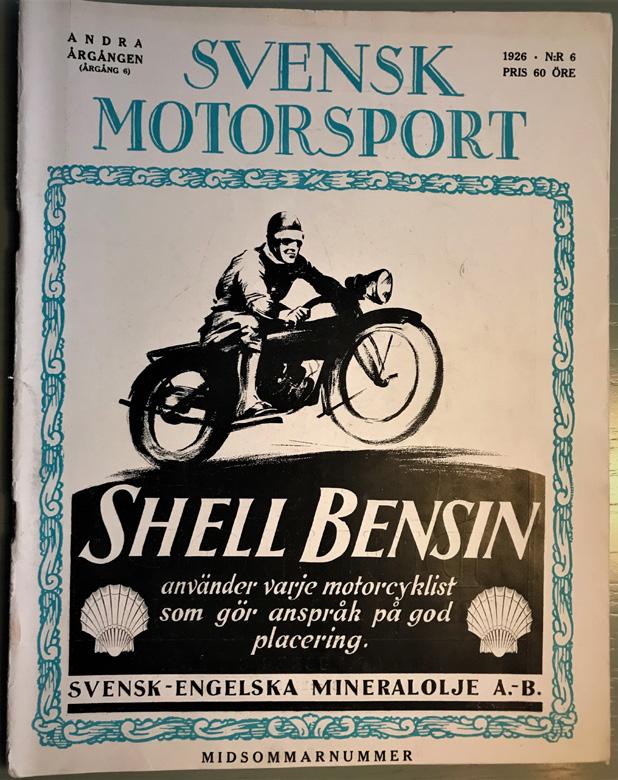 ANDRA
ÅRGÅNGEN
(ÅRGÅNG 6)
1926 · N:R 6
PRIS 60 ÖRE
SVENSK
MOTORSPORT
SHELL BENSIN
använder varje motorcyklist
som gör anspråk på god
placering.
SVENSK-ENGELSKA MINERALOLJE A.-B.
MIDSOMMARNUMMER